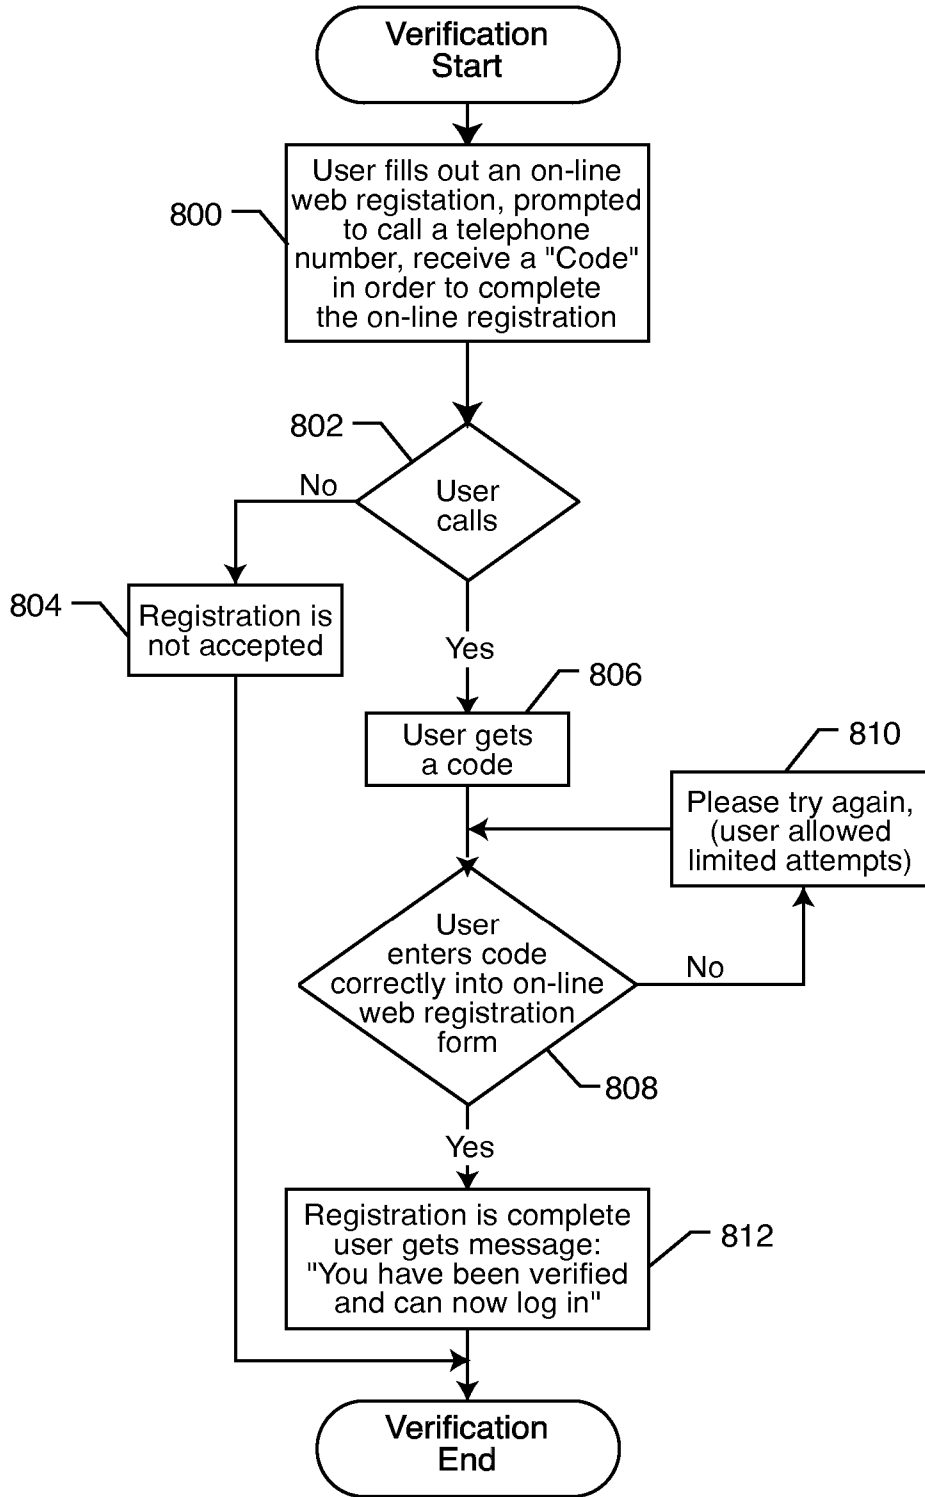 Verification
Start
User fills out an on-line
web registation, prompted
to call a telephone
number, receive a "Code"
in order to complete
the on-line registration
800
802
User
calls
No
804
Registration is
not accepted
Yes
806
User gets
a code
810
Please try again,
(user allowed
limited attempts)
User
enters code
correctly into on-line
web registration
form
No
808
Yes
Registration is complete
user gets message:
"You have been verified
and can now log in"
812
Verification
End